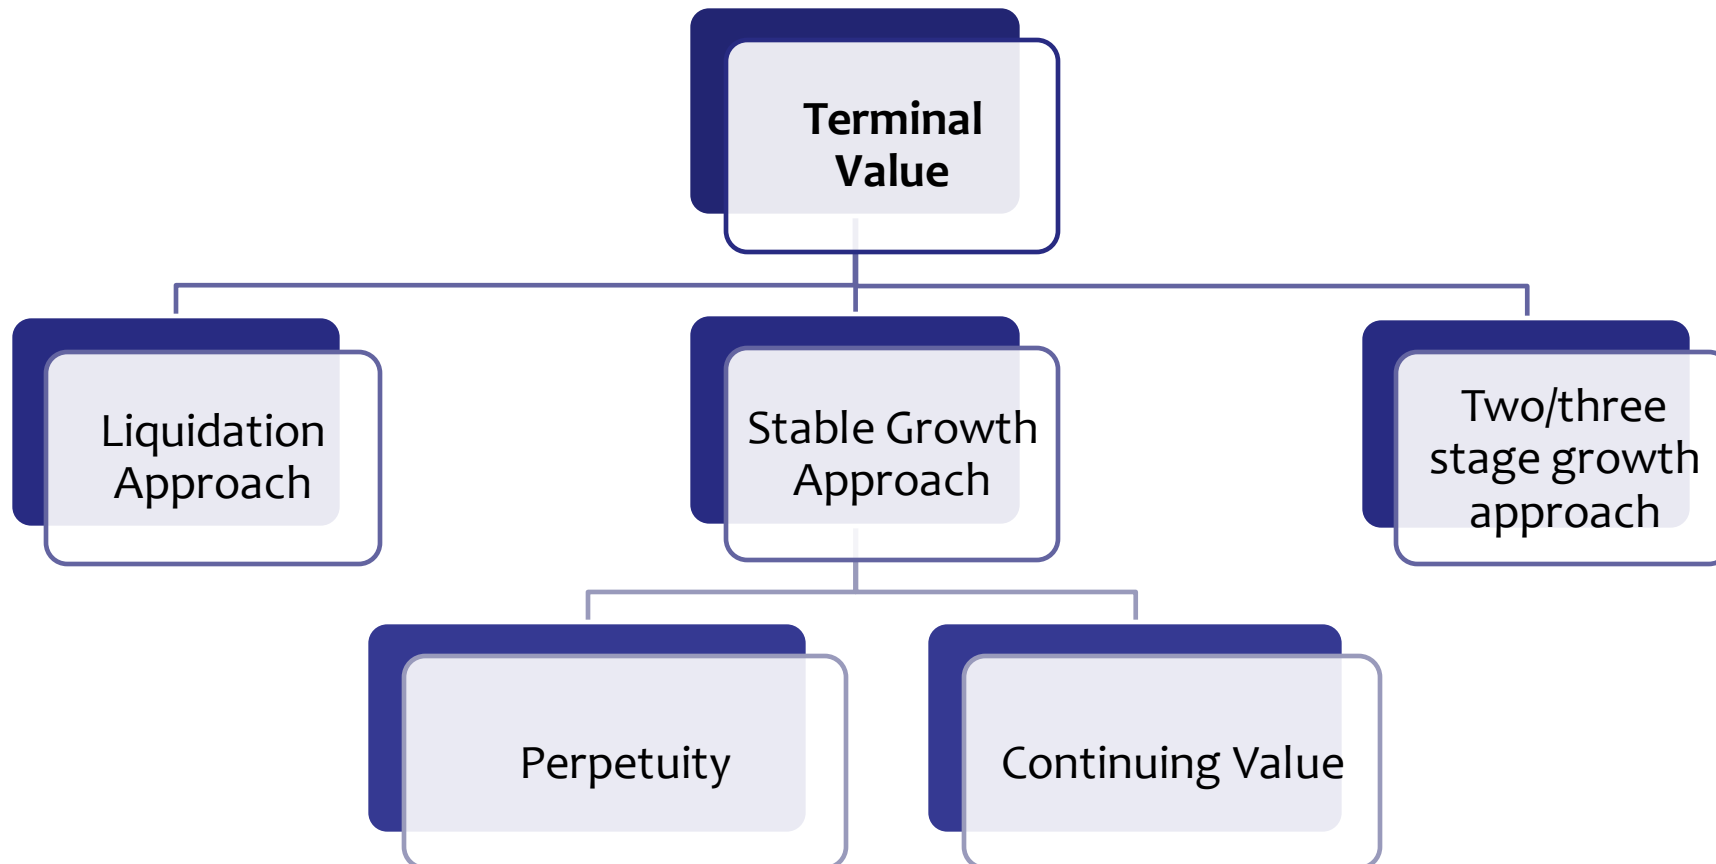 Terminal
Value
Liquidation
Approach
Stable Growth
Approach
Two/three
stage growth
approach
Perpetuity
Continuing Value